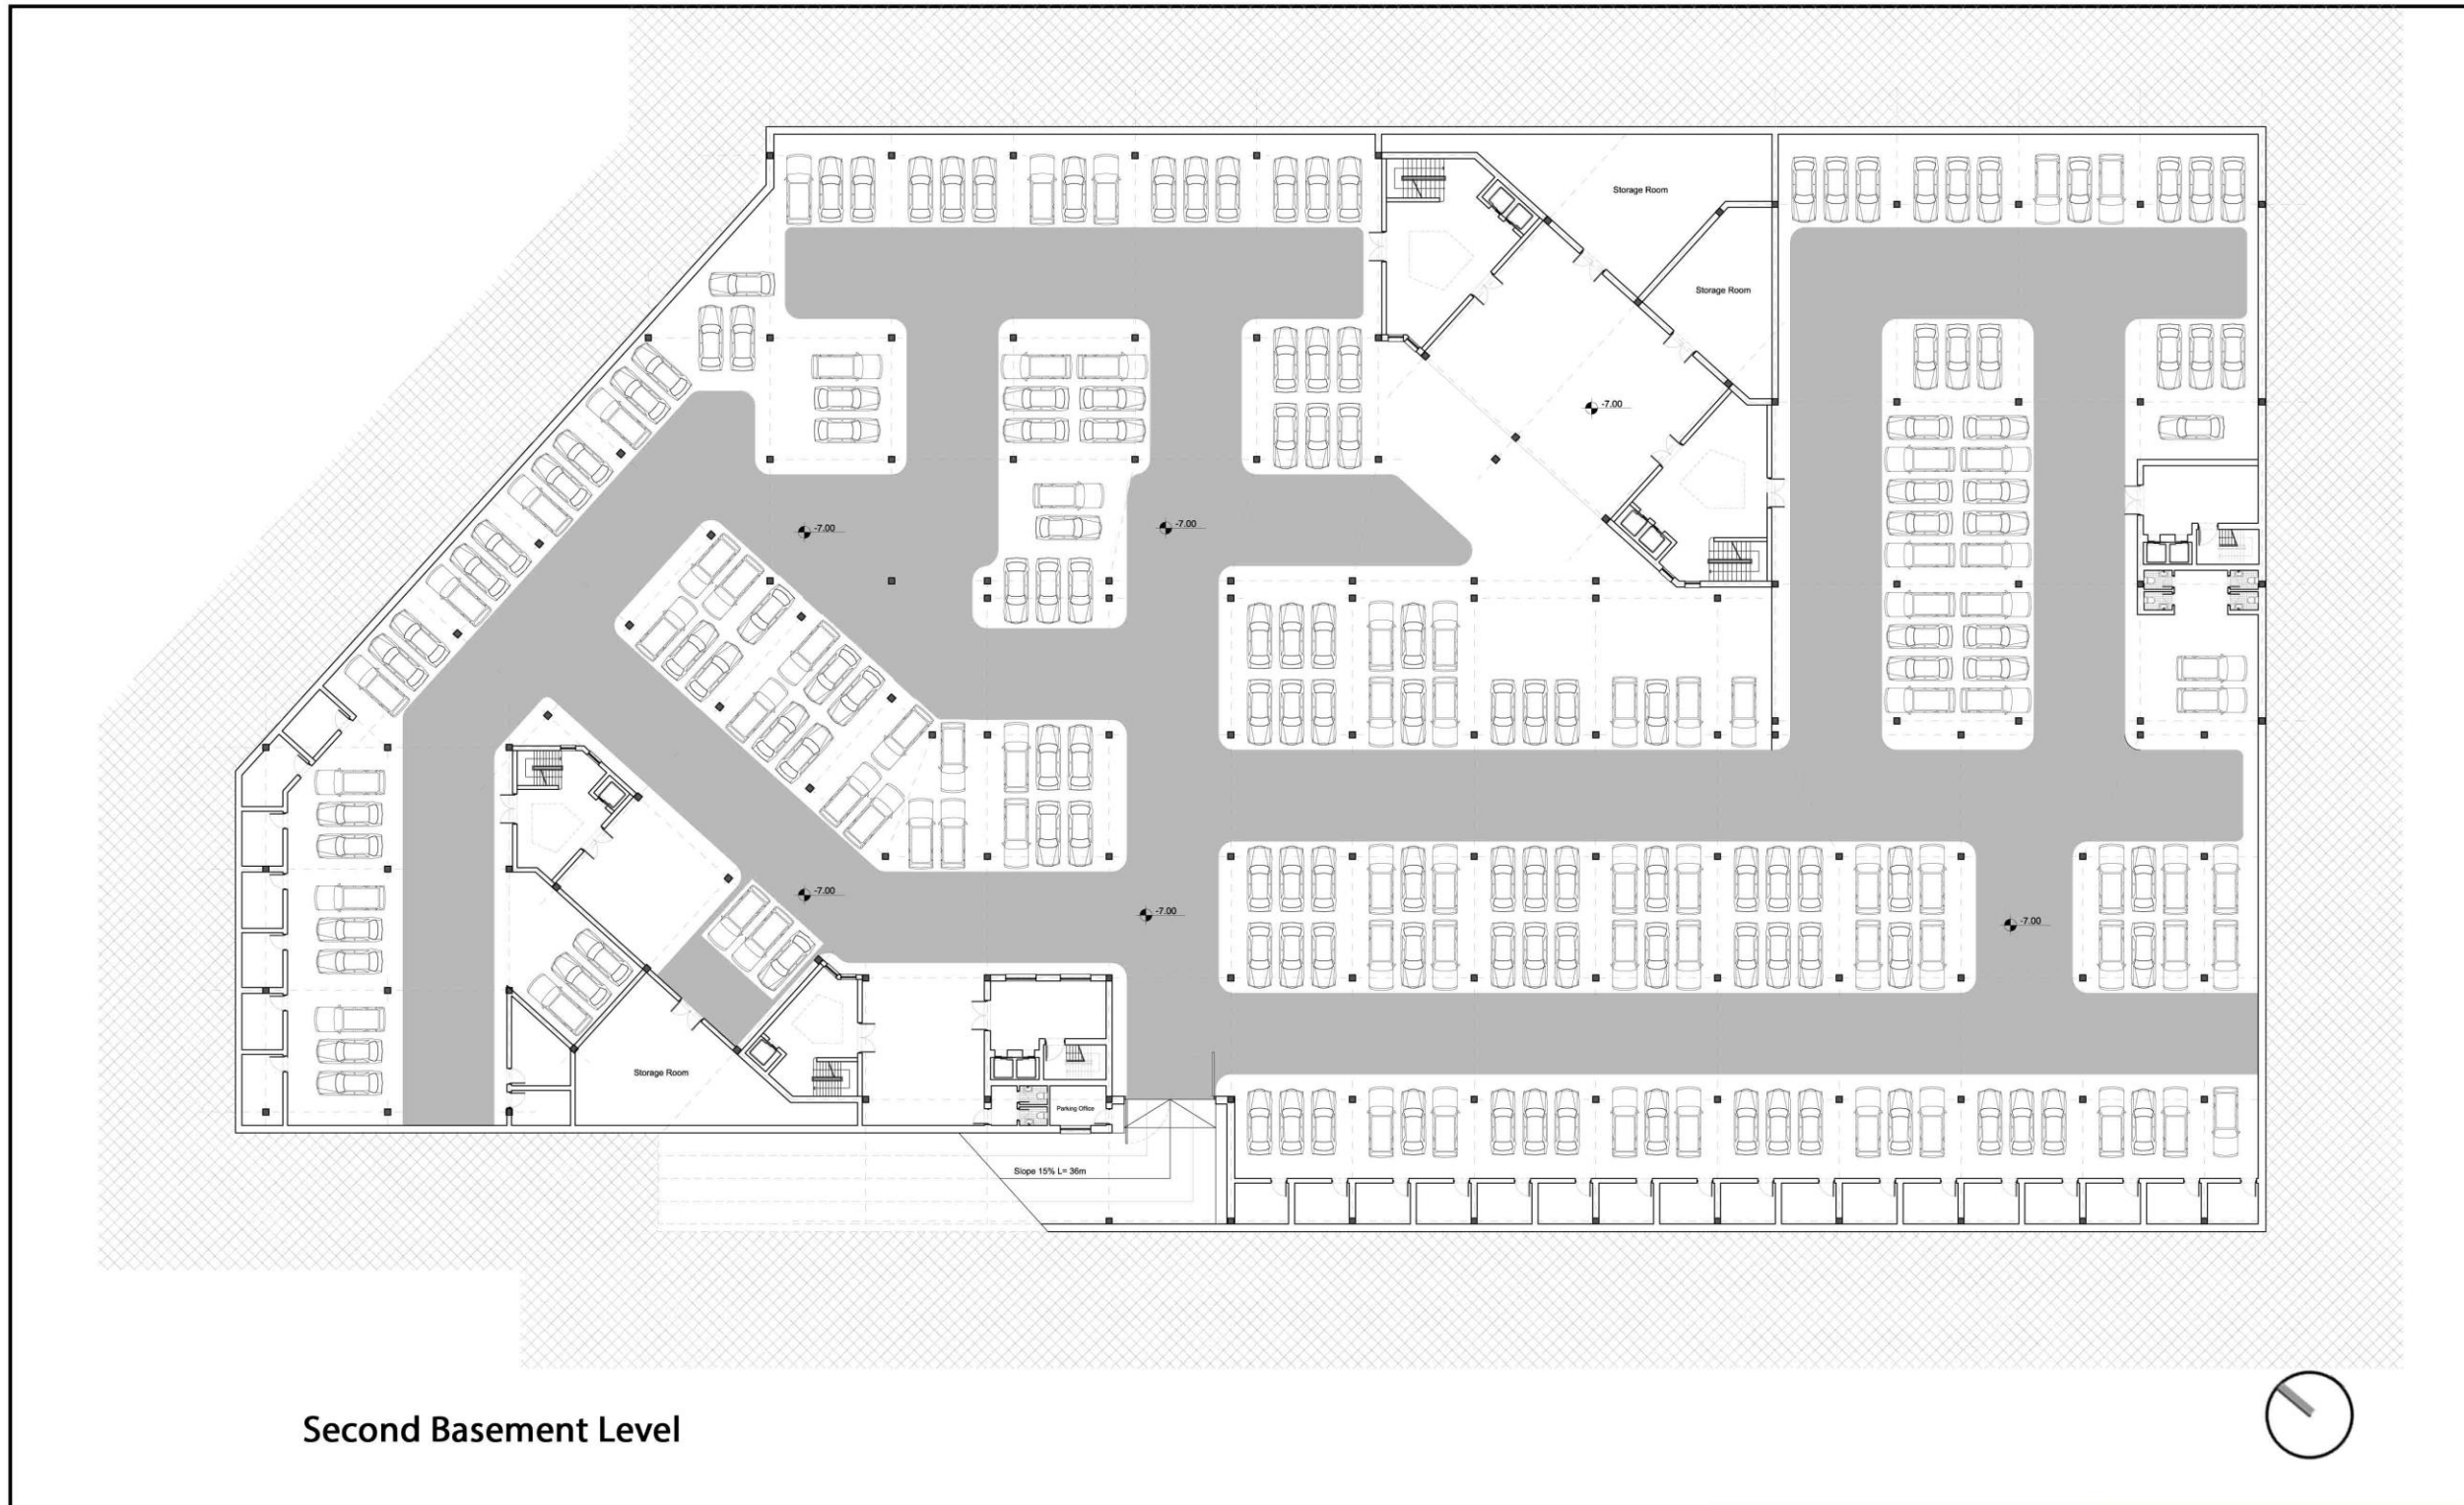 Storage Room
Storage Room
-7.00
-7.00
-7.00
-7.00
-7.00
-7.00
Storage Room
Parking Office
Slope 15% L= 36m
Second Basement Level